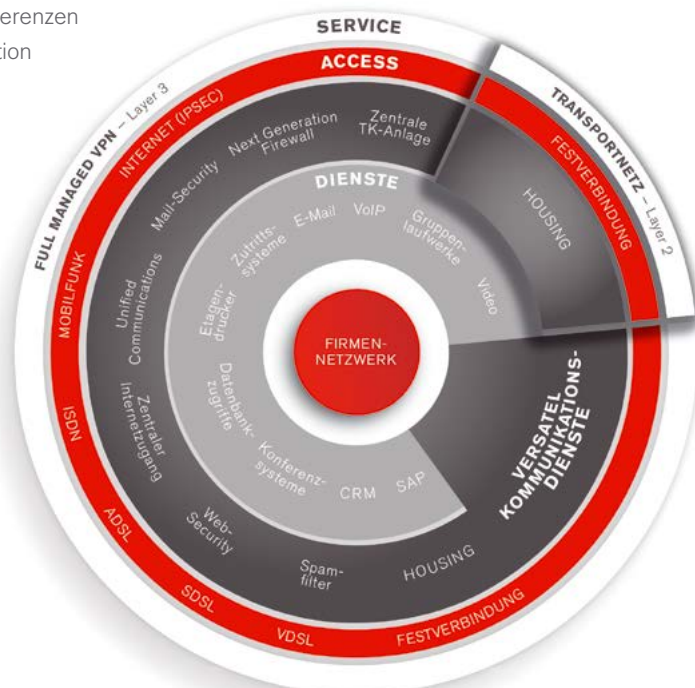 erenzen
tion
SERVICE
ACCESS
FULL MANAGED VPN – Layer 3
TRANSPORTNETZ – Layer 2
INTERNET (IPSEC)
FESTVERBINDUNG
MOBILFUNK
ISDN
ADSL
SDSL
VDSL
FESTVERBINDUNG
Zentrale
TK-Anlage
Next Generation
Firewall
Mail-Security
Unified
Communications
Zentraler
Internetzugang
Web-
Security
Spam-
filter
HOUSING
HOUSING
VERSATEL
KOMMUNIKATIONS-
DIENSTE
DIENSTE
Zutritts-
systeme
E-Mail
VoIP
Gruppen-
laufwerke
Video
Etagen-
drucker
Datenbank-
zugriffe
Konferenz-
systeme
CRM
SAP
FIRMEN-
NETZWERK